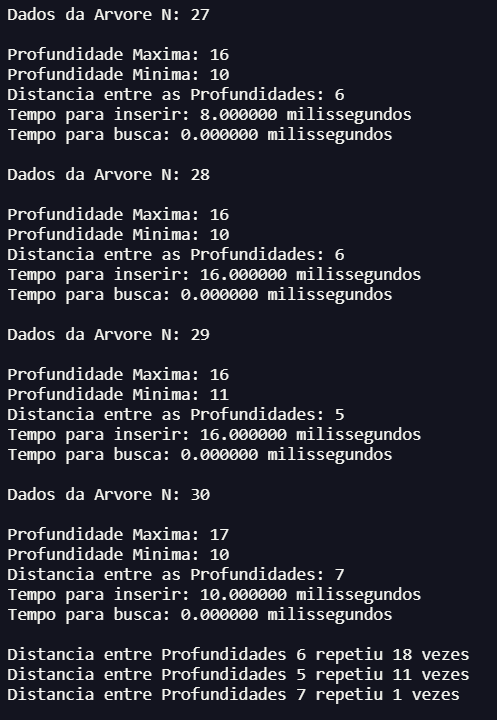 Dados da Arvore N: 27
Profundidade Maxima: 16
Profundidade Minima: 10
Distancia entre as Profundidades: 6
Tempo para inserir: 8.000000 milissegundos
Tempo para busca: 0.000000 milissegundos
Dados da Arvore N: 28
Profundidade Maxima: 16
Profundidade Minima: 10
Distancia entre as Profundidades: 6
Tempo para inserir: 16.000000 milissegundos
Tempo para busca: 0.000000 milissegundos
Dados da Arvore N: 29
Profundidade Maxima: 16
Profundidade Minima: 11
Distancia entre as Profundidades: 5
Tempo para inserir: 16.000000 milissegundos
Tempo para busca: 0.000000 milissegundos
Dados da Arvore N: 30
Profundidade Maxima: 17
Profundidade Minima: 10
Distancia entre as Profundidades: 7
Tempo para inserir: 10.000000 milissegundos
Tempo para busca: 0.000000 milissegundos
Distancia entre Profundidades 6 repetiu 18 vezes
Distancia entre Profundidades 5 repetiu 11 vezes
Distancia entre Profundidades 7 repetiu 1 vezes